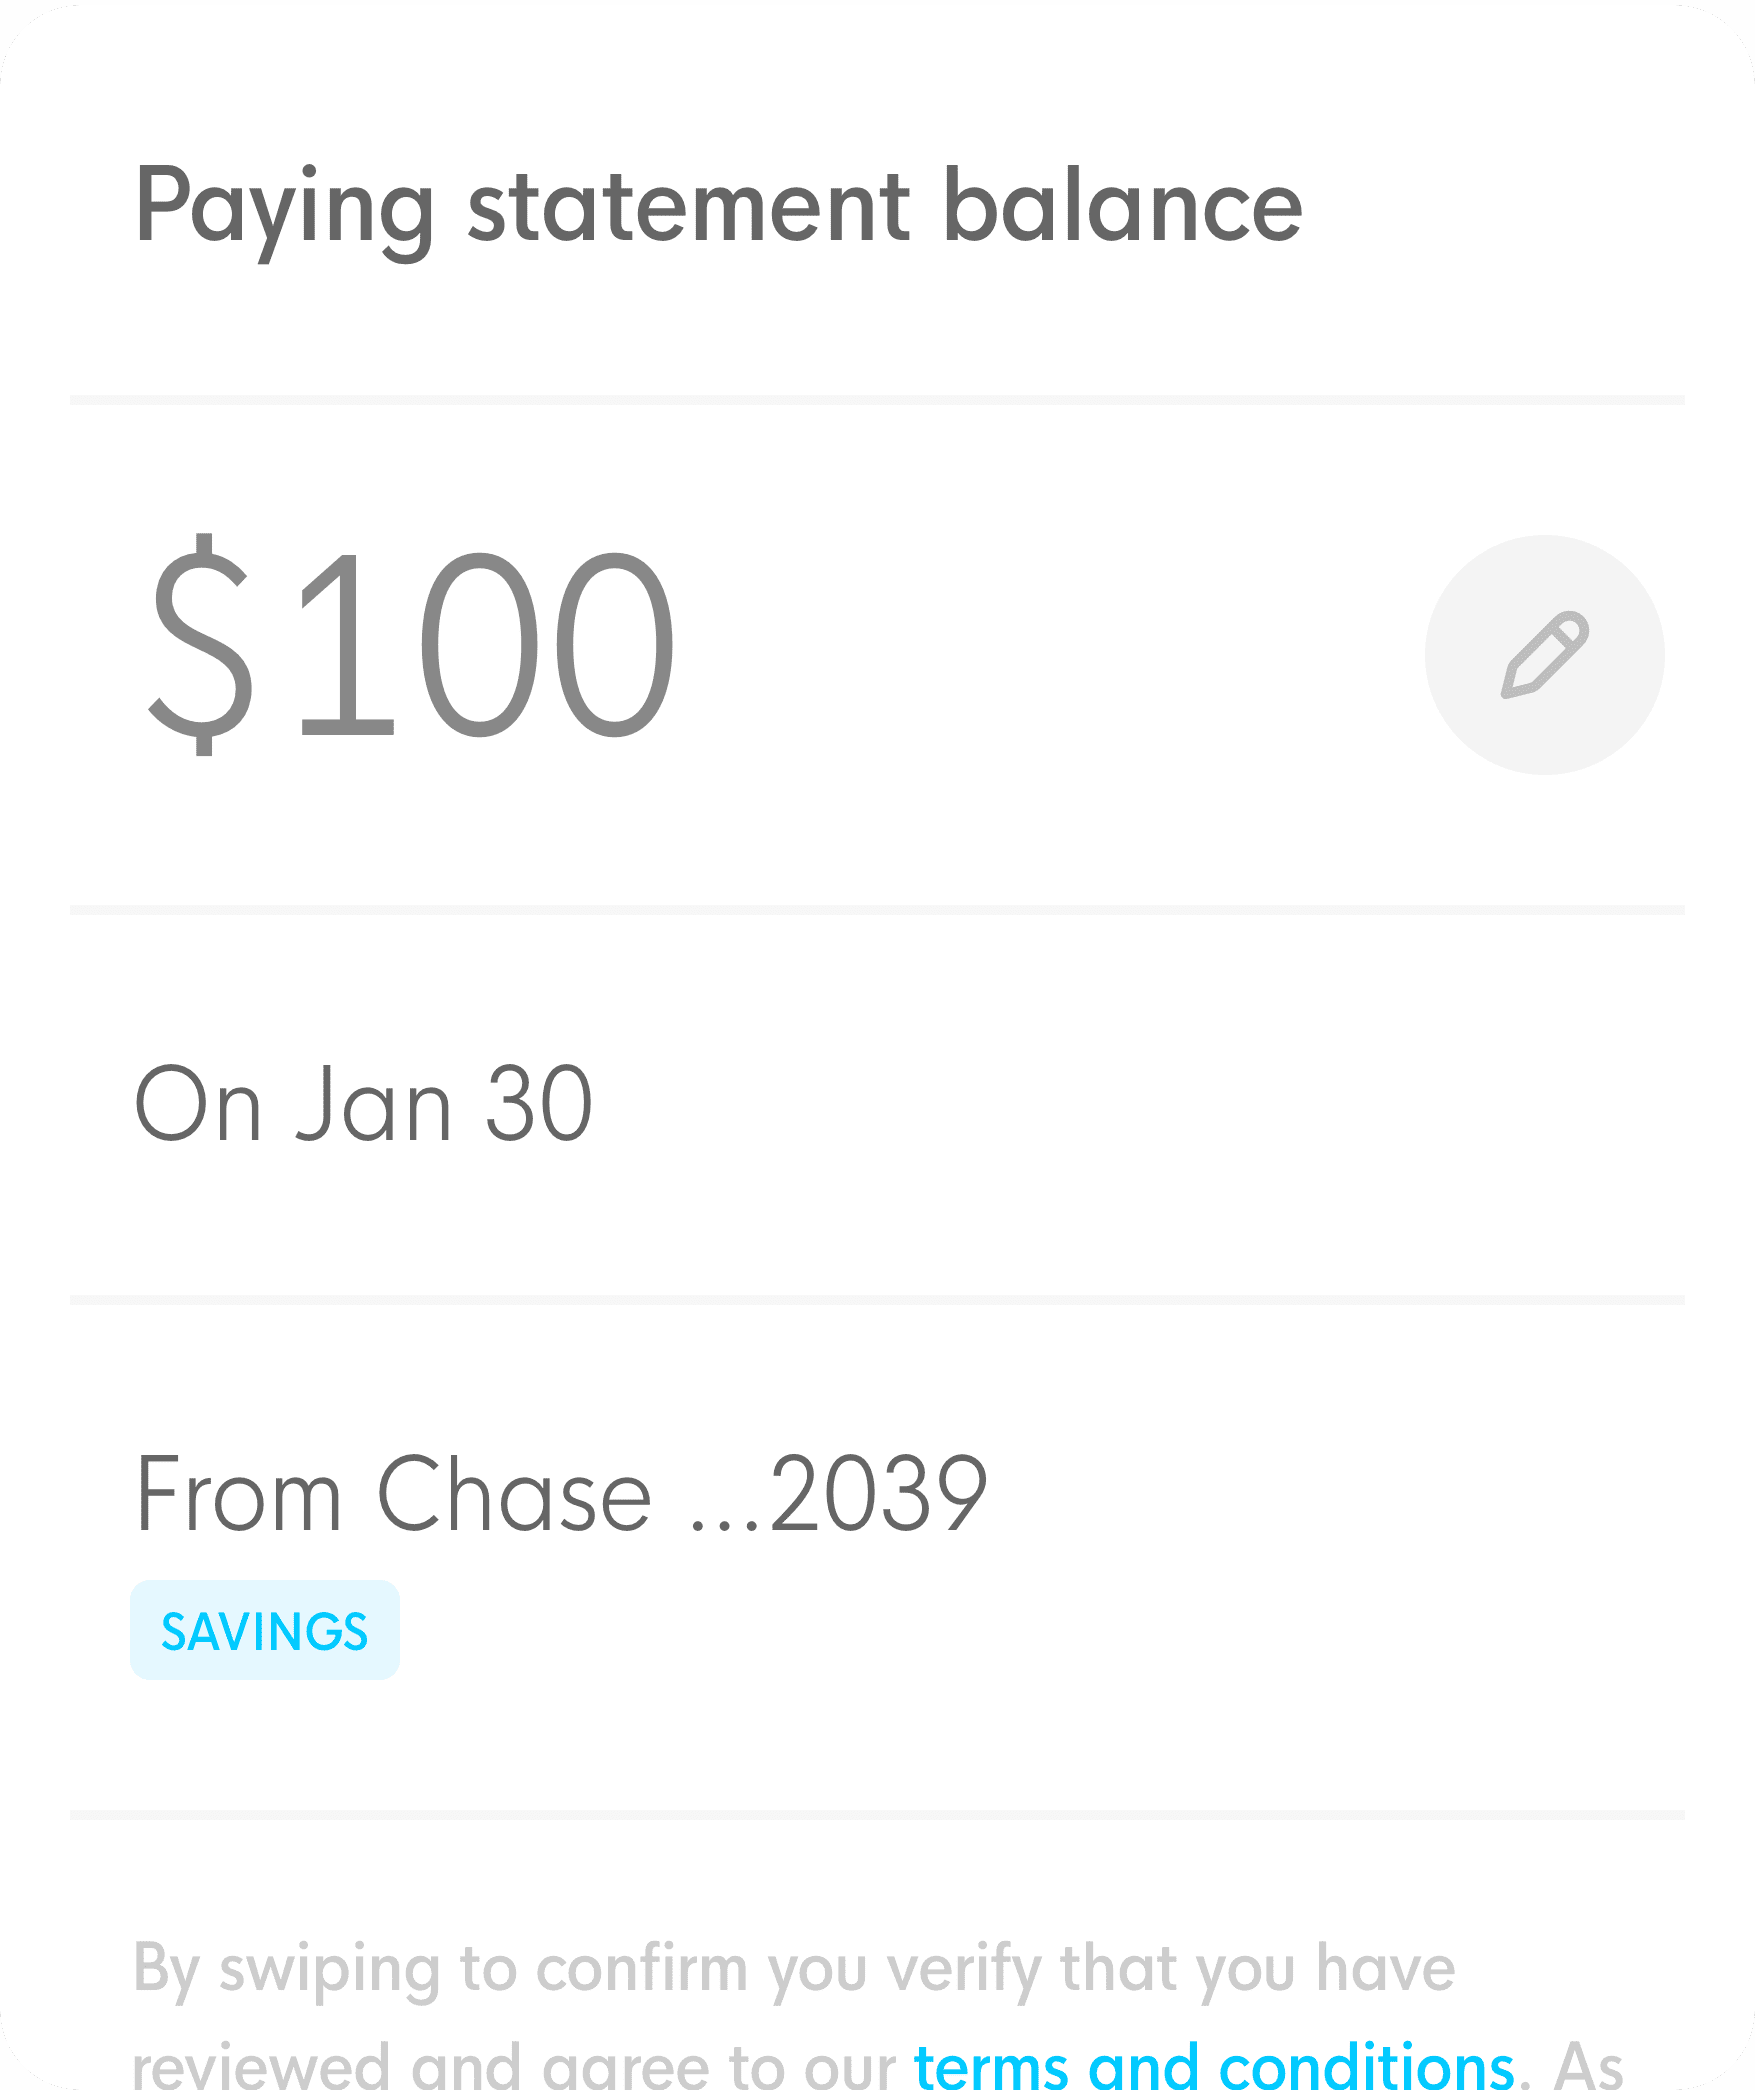 Paying statement balance
$100
On Jan 30
From Chase ...2039
SAVINGS
By swiping to confirm you verify that you have
reviewed and agree to our terms and conditions. As